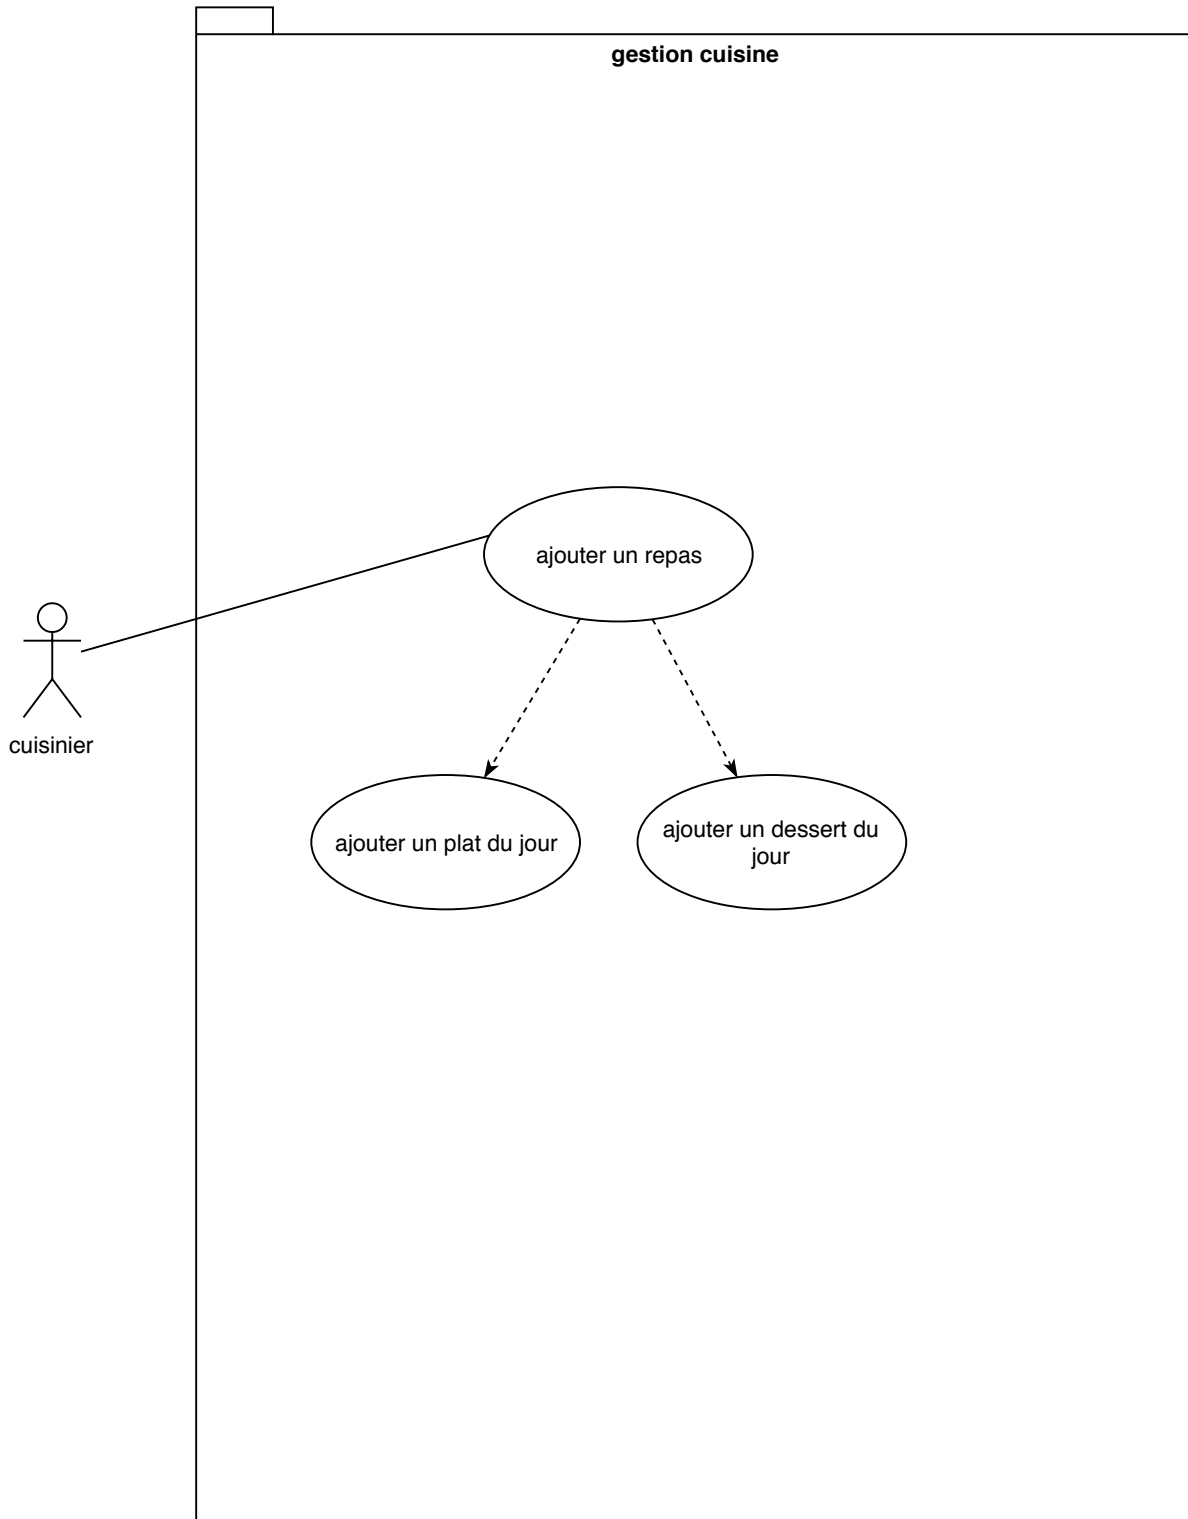 gestion cuisine
ajouter un repas
cuisinier
ajouter un plat du jour
ajouter un dessert du
jour